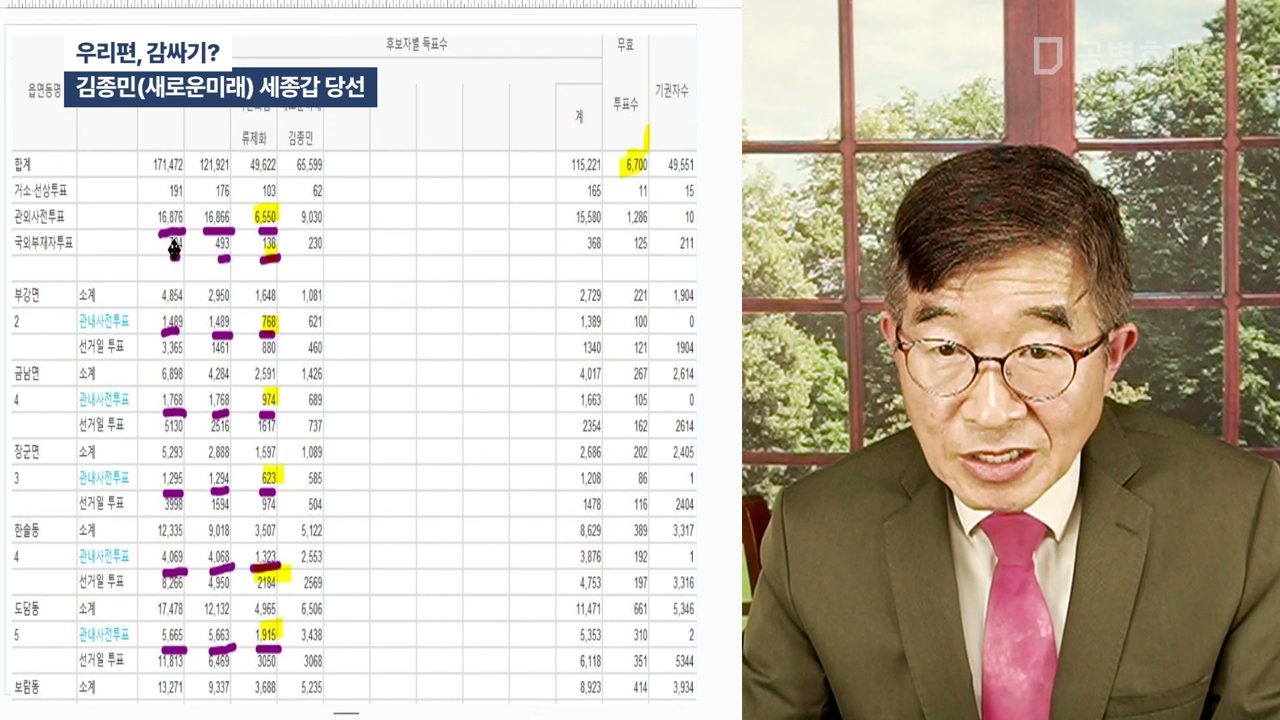 우리편, 감싸기?
김종민(새로운미래) 세종갑 당선
후보자별 득표수 무효
읍면동명 투표수 기권자수
계
류제화 김종민
합계 171,472 121,921 49,622 65,599 115,221 6,700 49,551
거소·선상투표 191 176 103 62 165 11 15
관외사전투표 16,876 16,866 6,550 9,030 15,580 1,286 10
국외부재자투표 493 138 230 368 125 211
부강면 소계 4,854 2,950 1,648 1,081 2,729 221 1,904
2 관내사전투표 1,489 1,489 768 621 1,389 100 0
선거일 투표 3,365 1461 880 460 1340 121 1904
금남면 소계 6,898 4,284 2,591 1,426 4,017 267 2,614
4 관내사전투표 1,768 1,768 974 689 1,663 105 0
선거일 투표 5130 2516 1617 737 2354 162 2614
장군면 소계 5,293 2,888 1,597 1,089 2,686 202 2,405
3 관내사전투표 1,295 1,294 623 585 1,208 86 1
선거일 투표 3998 1594 974 504 1478 116 2404
한솔동 소계 12,335 9,018 3,507 5,122 8,629 389 3,317
4 관내사전투표 4,069 4,068 1,323 2,553 3,876 192 1
선거일 투표 8,266 4,950 2184 2569 4,753 197 3,316
도담동 소계 17,478 12,132 4,965 6,506 11,471 661 5,346
5 관내사전투표 5,665 5,663 1,915 3,438 5,353 310 2
선거일 투표 11,813 6,469 3050 3068 6,118 351 5344
보람동 소계 13,271 9,337 3,688 5,235 8,923 414 3,934